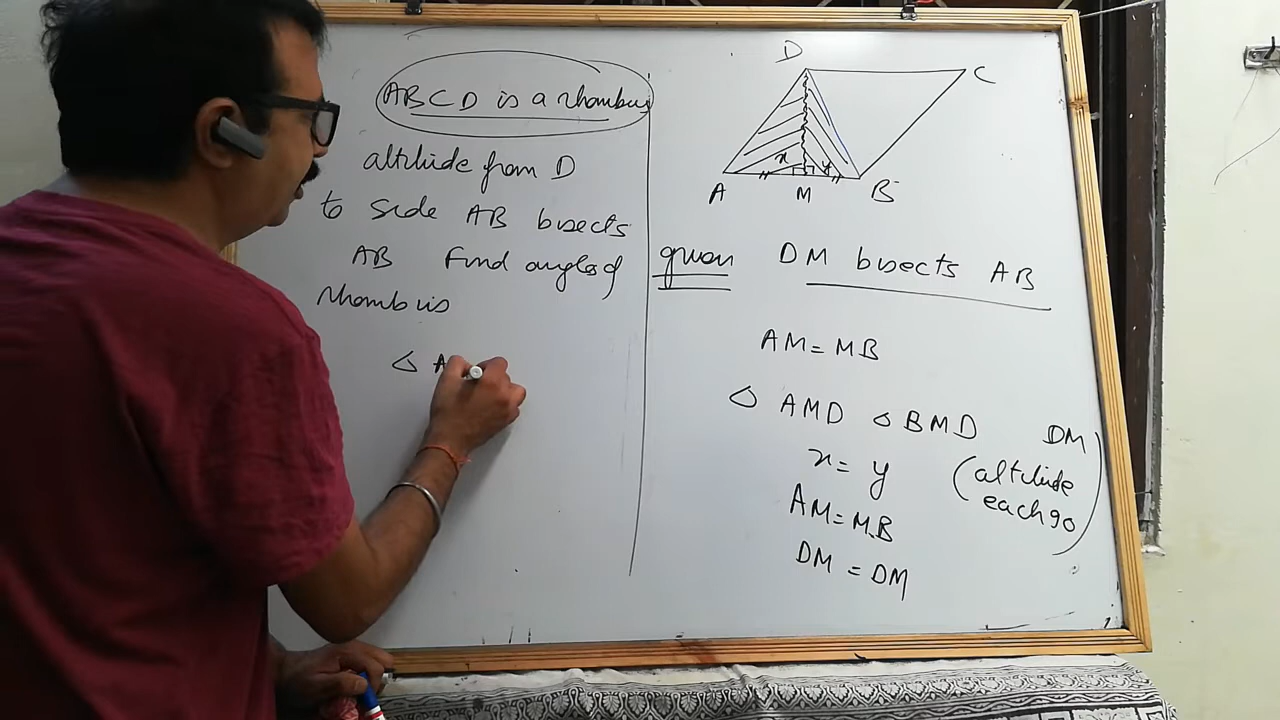 ABCD is a rhombus
altitude from D
to side AB bisects
AB Find angles of
rhombus
△ A
D
C
x
y
A
M
B
given DM bisects AB
AM = MB
△ AMD △ BMD
DM
x = y
(altitude
each 90)
AM = MB
DM = DM